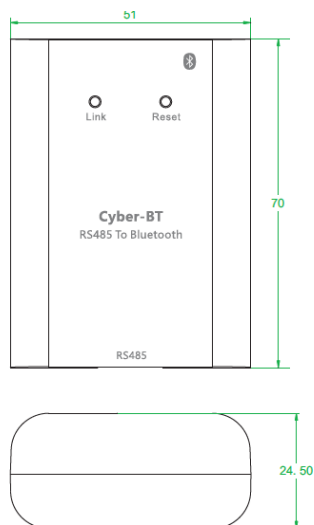 51
Link Reset
70
Cyber-BT
RS485 To Bluetooth
RS485
24.50